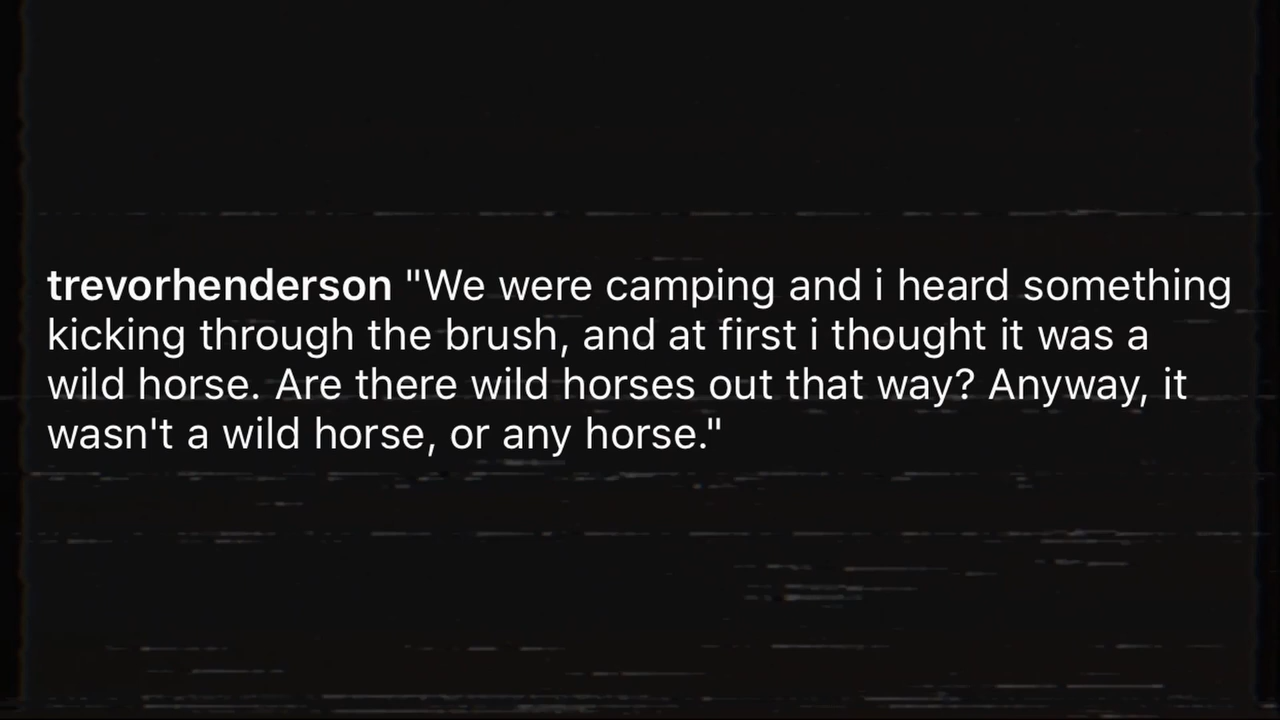 trevorhenderson "We were camping and i heard something
kicking through the brush, and at first i thought it was a
wild horse. Are there wild horses out that way? Anyway, it
wasn't a wild horse, or any horse."